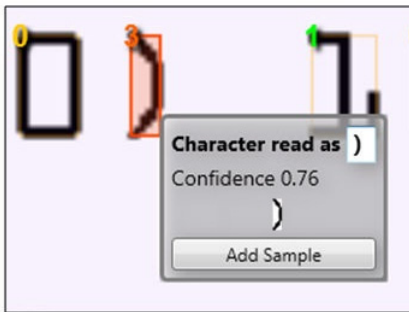 0 3 1
Character read as )
Confidence 0.76
)
Add Sample